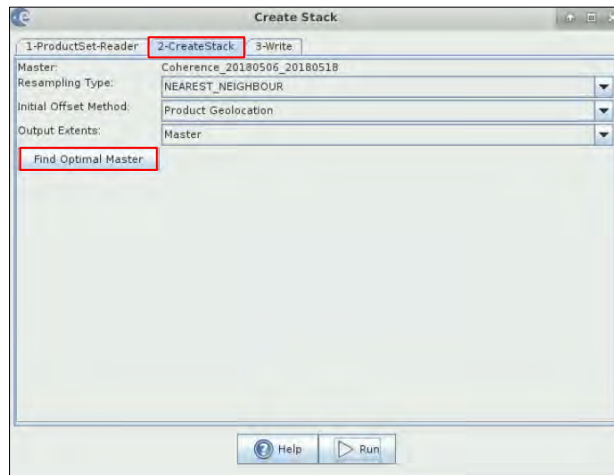 Create Stack
1-ProductSet-Reader 2-CreateStack 3-Write
Master: Coherence_20180506_20180518
Resampling Type: NEAREST_NEIGHBOUR
Initial Offset Method: Product Geolocation
Output Extents: Master
Find Optimal Master
Help Run